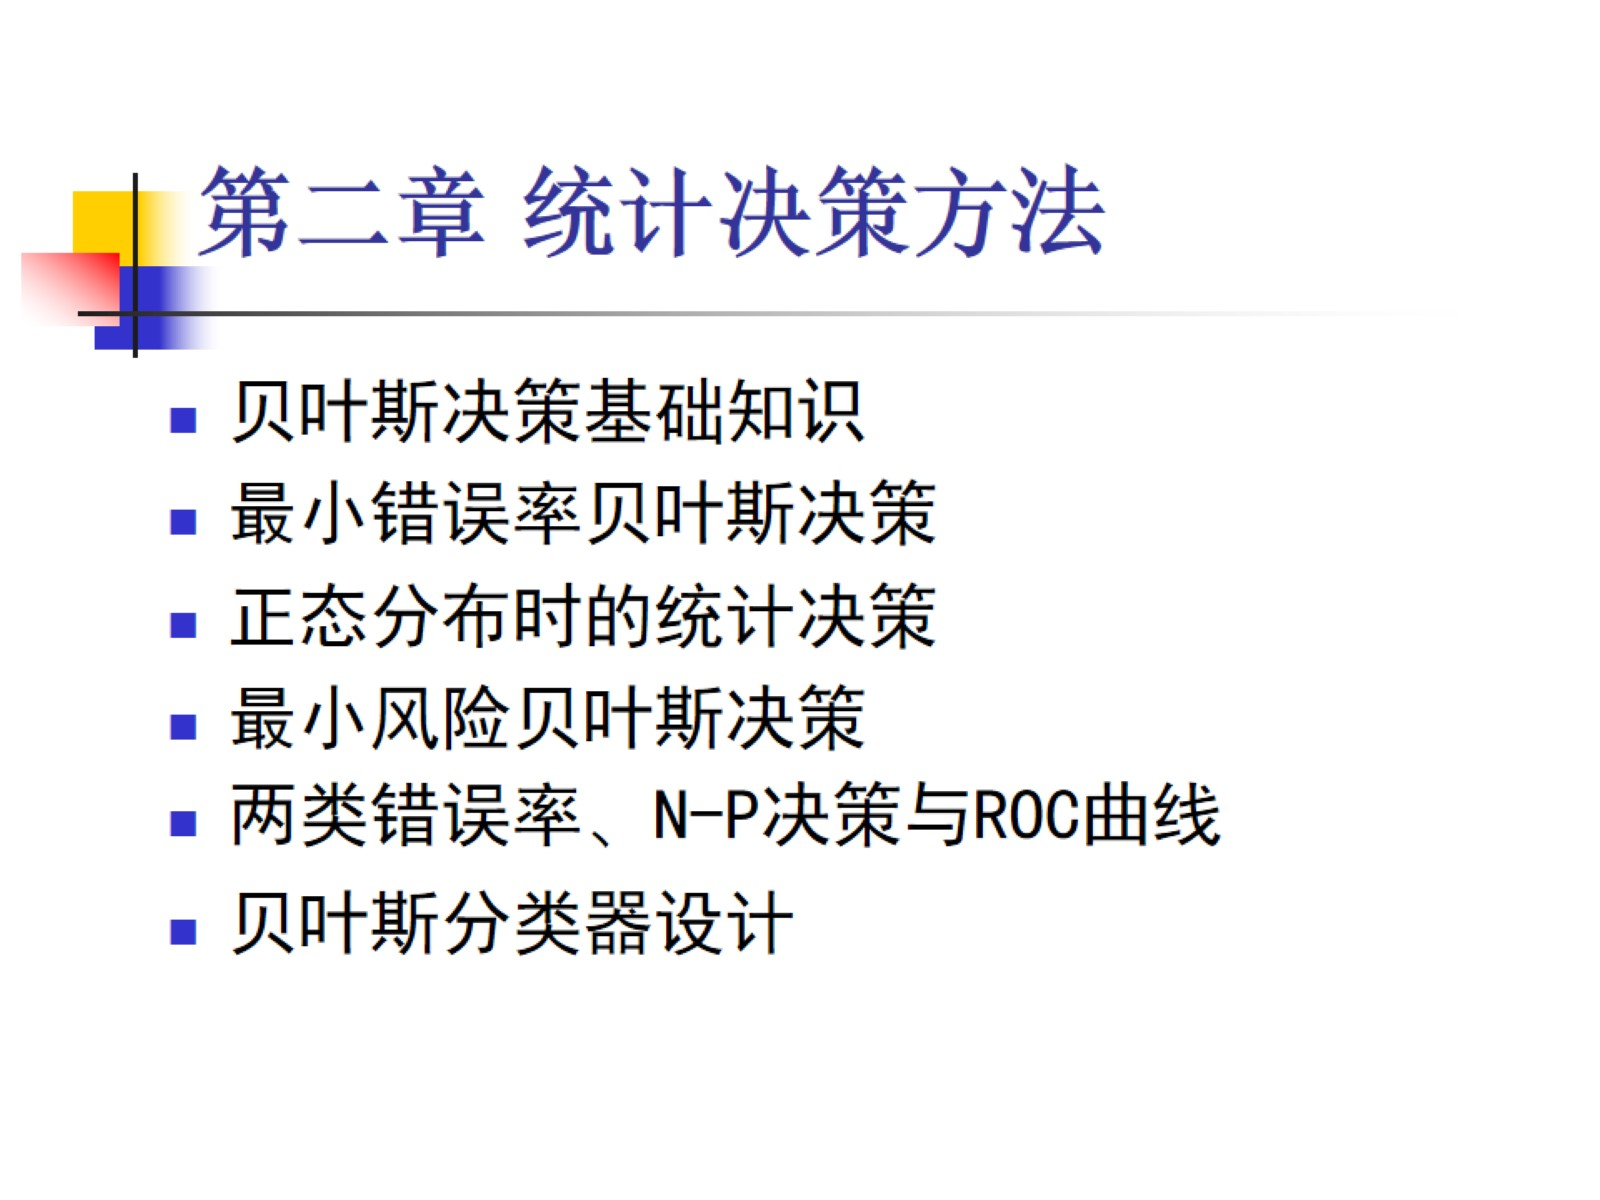 第二章 统计决策方法
贝叶斯决策基础知识
最小错误率贝叶斯决策
正态分布时的统计决策
最小风险贝叶斯决策
两类错误率、N-P决策与ROC曲线
贝叶斯分类器设计